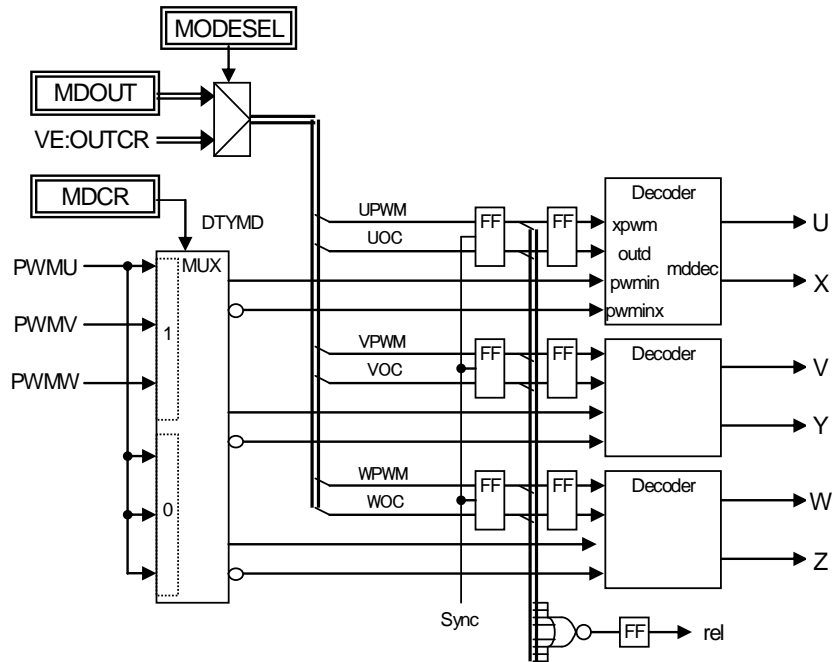 MODESEL
MDOUT
VE:OUTCR
MDCR
DTYMD
MUX
PWMU
PWMV
PWMW
1
0
UPWM
UOC
FF
FF
Decoder
xpwm
outd
mddec
pwmin
pwminx
U
X
VPWM
VOC
FF
FF
Decoder
V
Y
WPWM
WOC
FF
FF
Decoder
W
Z
Sync
FF
rel